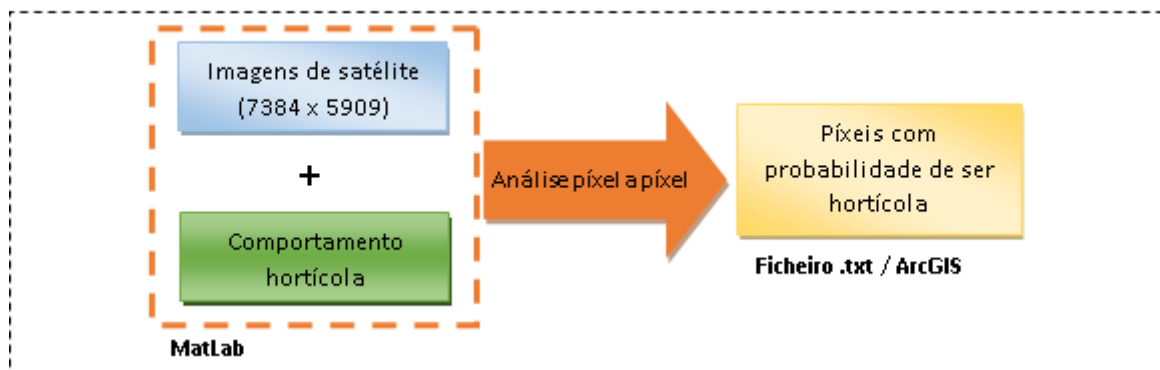 Imagens de satélite
(7384 x 5909)
+
Comportamento
hortícola
MatLab
Análise píxel a píxel
Píxeis com
probabilidade de ser
hortícola
Ficheiro .txt / ArcGIS